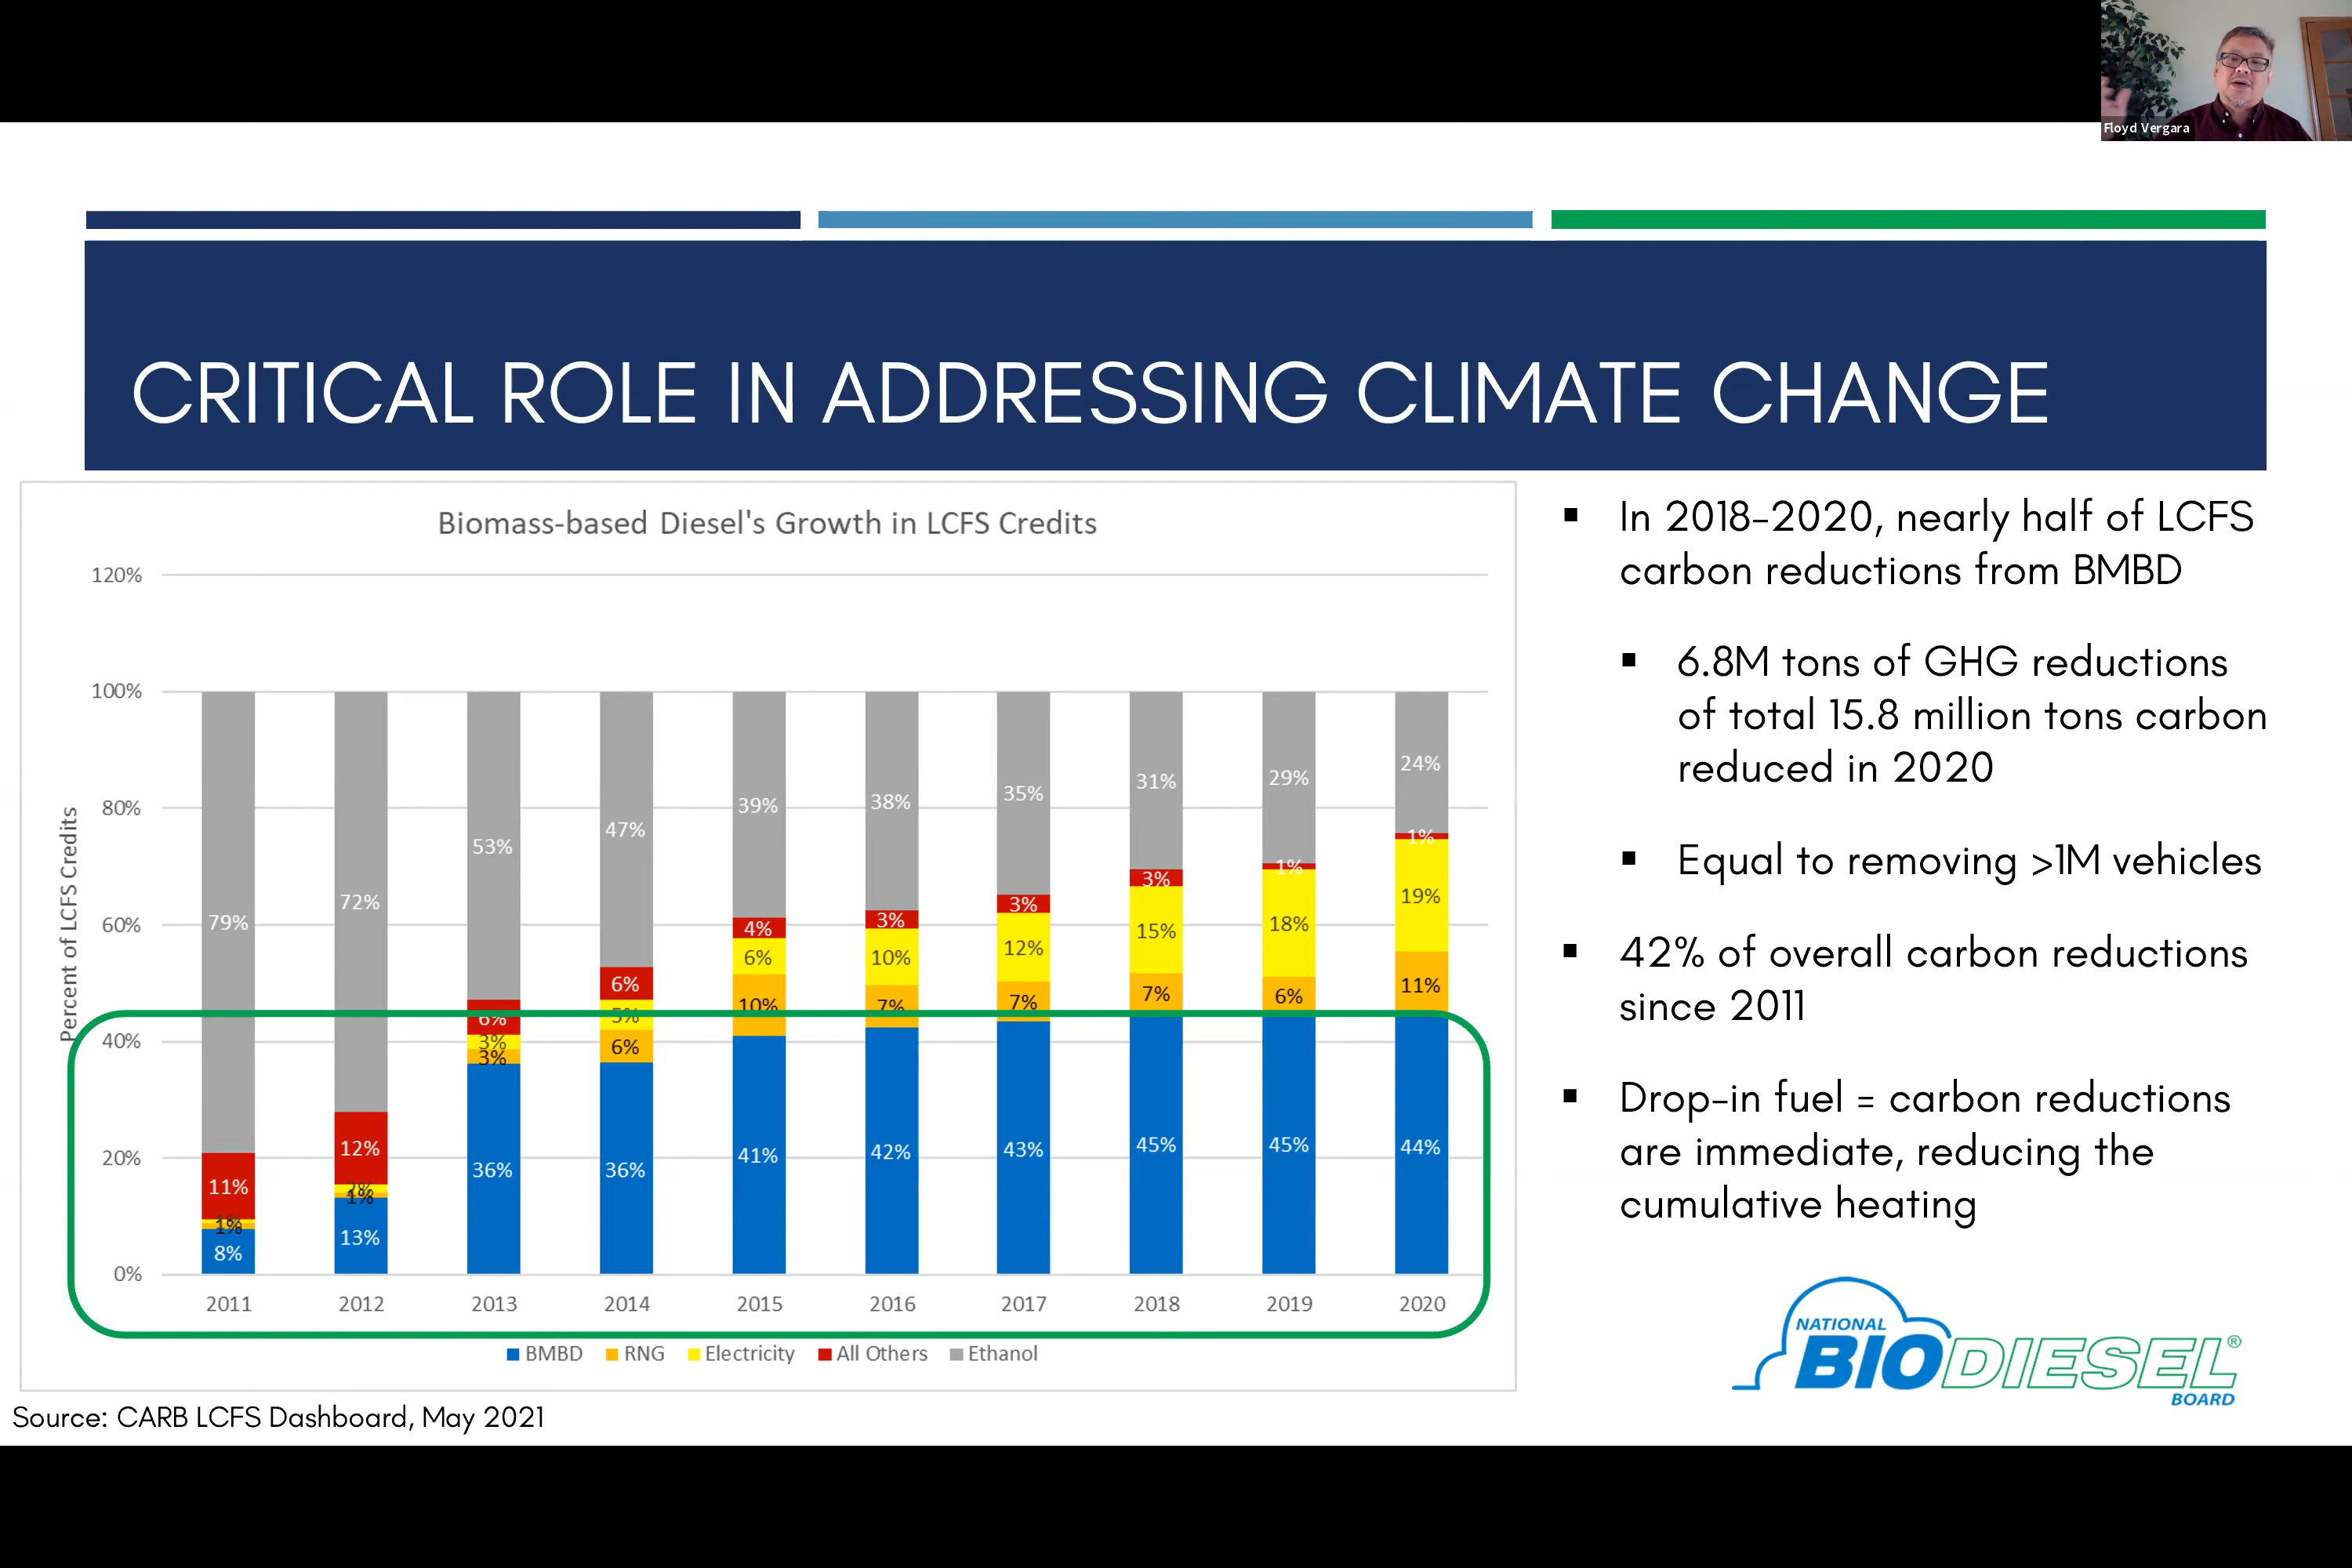 Floyd Vergara
CRITICAL ROLE IN ADDRESSING CLIMATE CHANGE
Biomass-based Diesel's Growth in LCFS Credits
Percent of LCFS Credits
120%
100%
80%
60%
40%
20%
0%
79% 72% 53% 47% 39% 38% 35% 31% 29% 24%
11% 12% 6% 6% 4% 3% 3% 3% 1% 1%
1% 3% 5% 6% 10% 12% 15% 18% 19%
1% 1% 3% 6% 10% 7% 7% 7% 6% 11%
8% 13% 36% 36% 41% 42% 43% 45% 45% 44%
2011 2012 2013 2014 2015 2016 2017 2018 2019 2020
BMBD RNG Electricity All Others Ethanol
Source: CARB LCFS Dashboard, May 2021
▪ In 2018-2020, nearly half of LCFS
carbon reductions from BMBD
▪ 6.8M tons of GHG reductions
of total 15.8 million tons carbon
reduced in 2020
▪ Equal to removing >1M vehicles
▪ 42% of overall carbon reductions
since 2011
▪ Drop-in fuel = carbon reductions
are immediate, reducing the
cumulative heating
NATIONAL
BIODIESEL®
BOARD